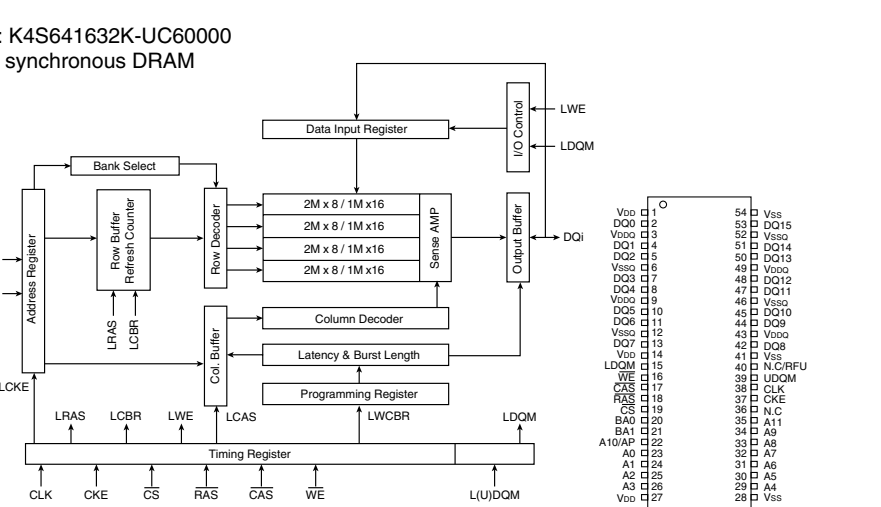 : K4S641632K-UC60000
synchronous DRAM
LWE
Data Input Register
I/O Control
LDQM
Bank Select
Address Register
Row Buffer
Refresh Counter
Row Decoder
2M x 8 / 1M x16
2M x 8 / 1M x16
2M x 8 / 1M x16
2M x 8 / 1M x16
Sense AMP
Output Buffer
DQi
LRAS
LCBR
Col. Buffer
Column Decoder
Latency & Burst Length
Programming Register
LCKE
LRAS
LCBR
LWE
LCAS
LWCBR
LDQM
Timing Register
CLK
CKE
CS
RAS
CAS
WE
L(U)DQM
VDD 1
DQ0 2
VDDQ 3
DQ1 4
DQ2 5
VSSQ 6
DQ3 7
DQ4 8
VDDQ 9
DQ5 10
DQ6 11
VSSQ 12
DQ7 13
VDD 14
LDQM 15
WE 16
CAS 17
RAS 18
CS 19
BA0 20
BA1 21
A10/AP 22
A0 23
A1 24
A2 25
A3 26
VDD 27
54 VSS
53 DQ15
52 VSSQ
51 DQ14
50 DQ13
49 VDDQ
48 DQ12
47 DQ11
46 VSSQ
45 DQ10
44 DQ9
43 VDDQ
42 DQ8
41 VSS
40 N.C/RFU
39 UDQM
38 CLK
37 CKE
36 N.C
35 A11
34 A9
33 A8
32 A7
31 A6
30 A5
29 A4
28 VSS